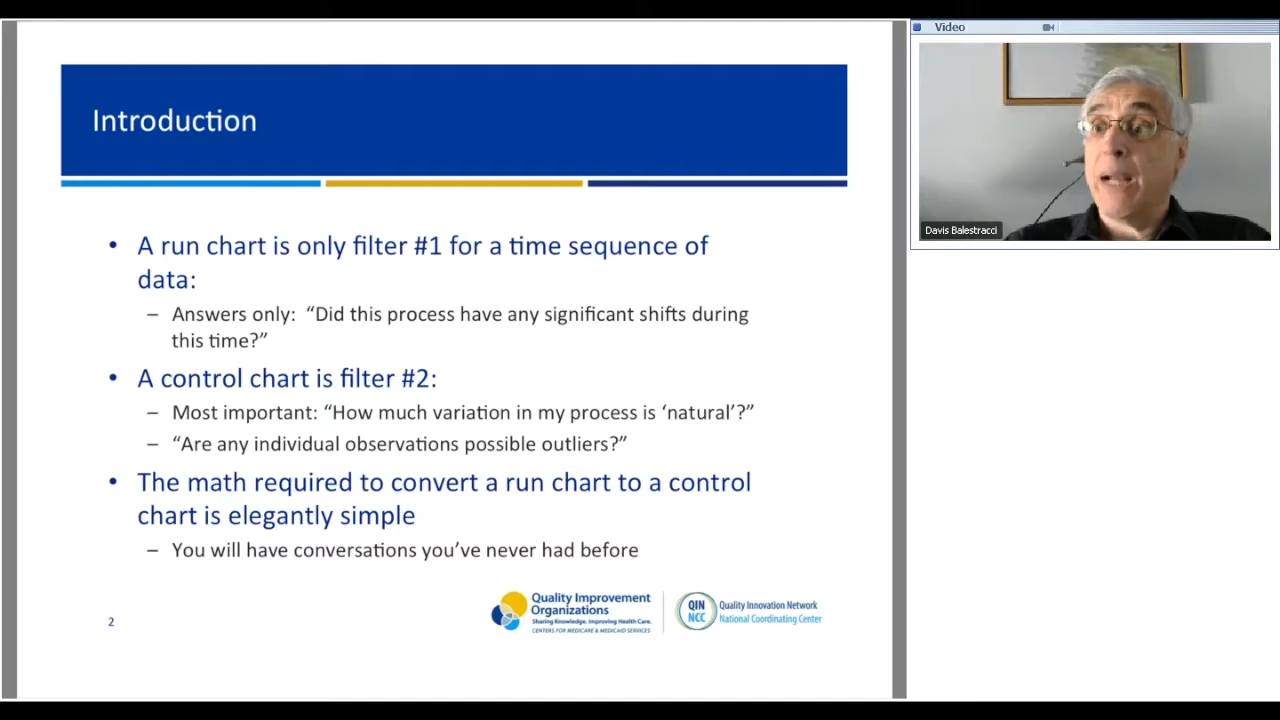 Introduction
• A run chart is only filter #1 for a time sequence of
data:
– Answers only:  “Did this process have any significant shifts during
this time?”
• A control chart is filter #2:
– Most important: “How much variation in my process is ‘natural’?”
– “Are any individual observations possible outliers?”
• The math required to convert a run chart to a control
chart is elegantly simple
– You will have conversations you’ve never had before
2
Quality Improvement
Organizations
Sharing Knowledge. Improving Health Care.
CENTERS FOR MEDICARE & MEDICAID SERVICES
QIN
NCC
Quality Innovation Network
National Coordinating Center
Video
Davis Balestracci